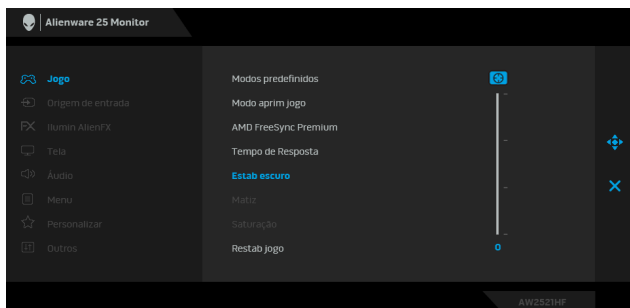 Alienware 25 Monitor
Jogo
Origem de entrada
FX Ilumin AlienFX
Tela
Áudio
Menu
Personalizar
Outros
Modos predefinidos
Modo aprim jogo
AMD FreeSync Premium
Tempo de Resposta
Estab escuro
Matiz
Saturação
Restab jogo
0
AW2521HF